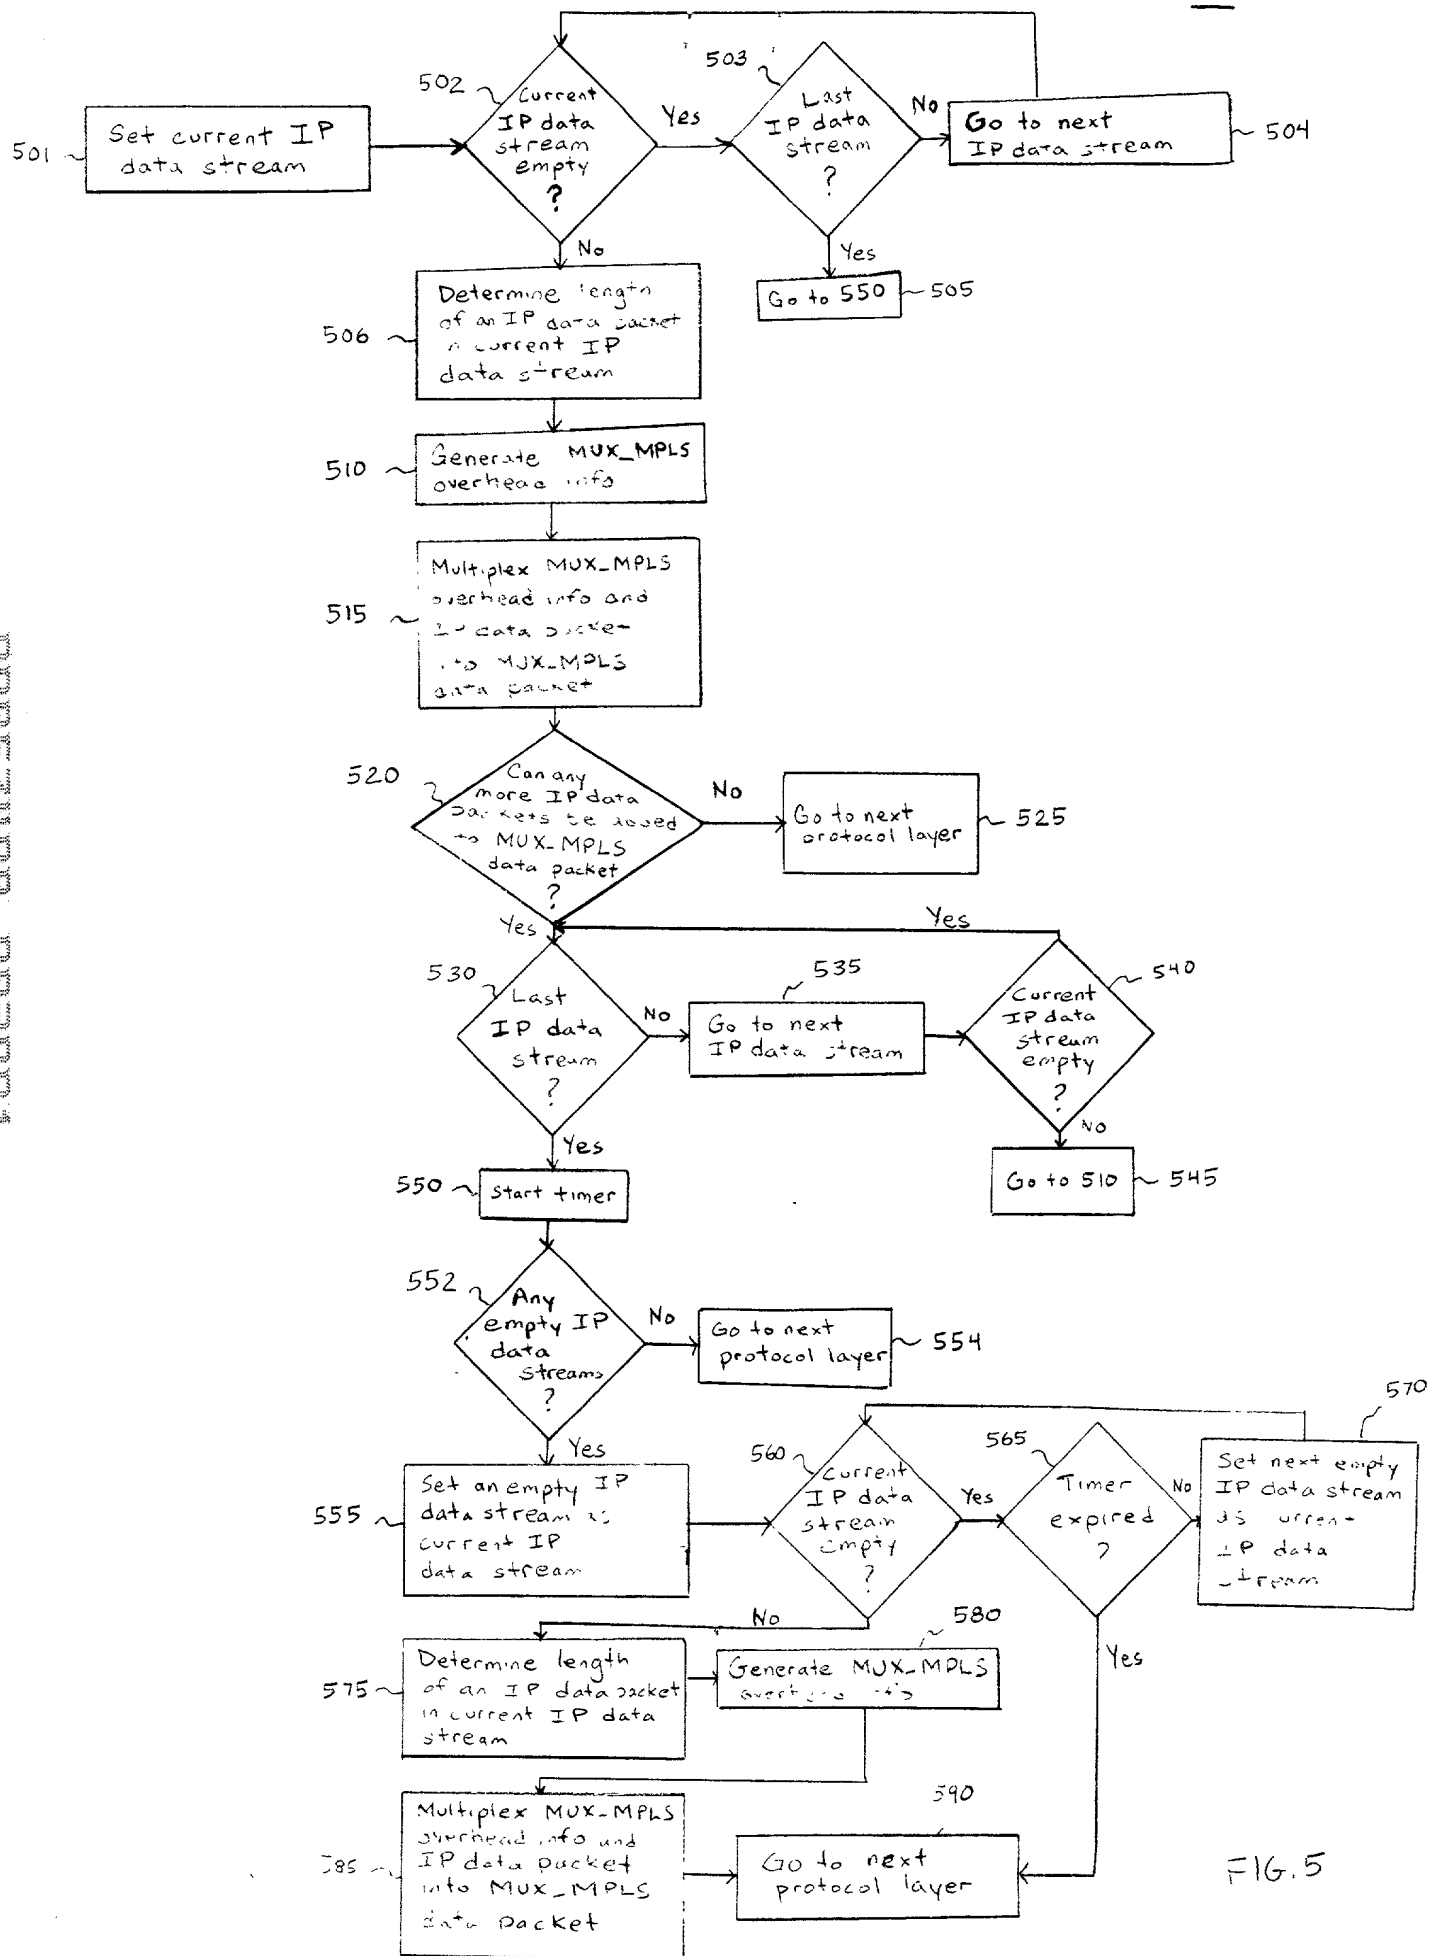 501
Set current IP
data stream
502
Current
IP data
stream
empty
?
Yes
No
503
Last
IP data
stream
?
No
Yes
Go to next
IP data stream
504
Go to 550
505
506
Determine length
of an IP data packet
current IP
data stream
510
Generate MUX_MPLS
overhead info
515
Multiplex MUX_MPLS
overhead info and
data packet
MUX_MPLS
data packet
520
Can any
more IP data
packets be
to MUX_MPLS
data packet
?
No
Yes
Go to next
protocol layer
525
530
Last
IP data
stream
?
No
Yes
535
Go to next
IP data stream
540
Yes
Current
IP data
stream
empty
?
No
Go to 510
545
550
start timer
552
Any
empty IP
data
streams
?
No
Yes
Go to next
protocol layer
554
555
Set an empty IP
data stream as
current IP
data stream
560
Current
IP data
stream
empty
?
Yes
No
565
Timer
expired
?
No
Yes
570
Set next empty
IP data stream
as current
IP data
stream
575
Determine length
of an IP data packet
in current IP data
stream
580
Generate MUX_MPLS
585
Multiplex MUX_MPLS
overhead info and
IP data packet
into MUX_MPLS
data packet
590
Go to next
protocol layer
FIG.5